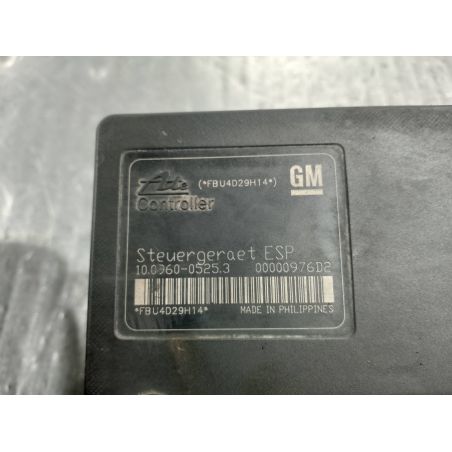 Ate (*FBU4D29H14*) GM
Controller
Steuergeraet ESP
10.0960-0525.3 00000976D2
*FBU4D29H14* MADE IN PHILIPPINES